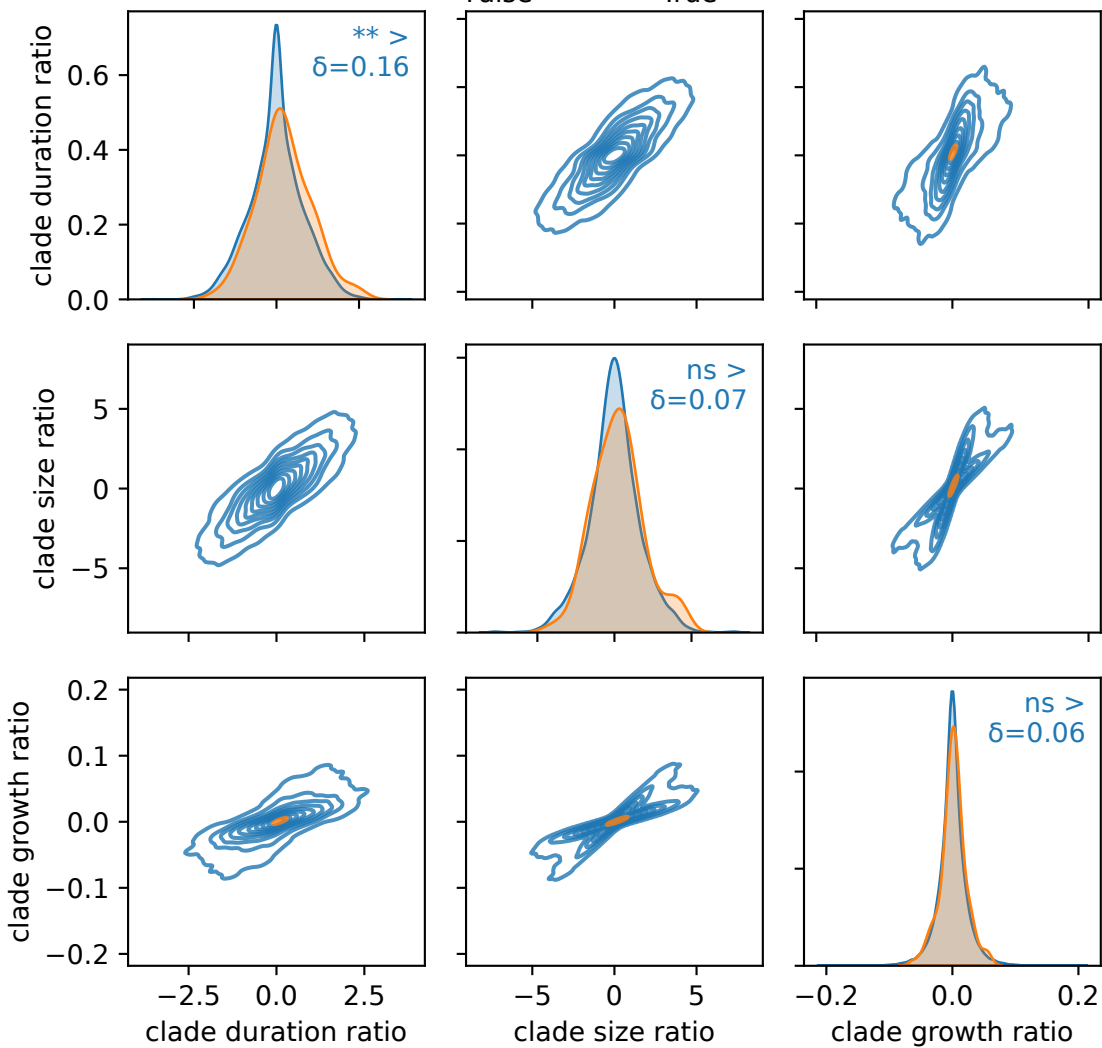 clade duration ratio
0.6
0.4
0.2
0.0
** >
δ=0.16
clade size ratio
5
0
−5
ns >
δ=0.07
clade growth ratio
0.2
0.1
0.0
−0.1
−0.2
ns >
δ=0.06
−2.5 0.0 2.5
clade duration ratio
−5 0 5
clade size ratio
−0.2 0.0 0.2
clade growth ratio